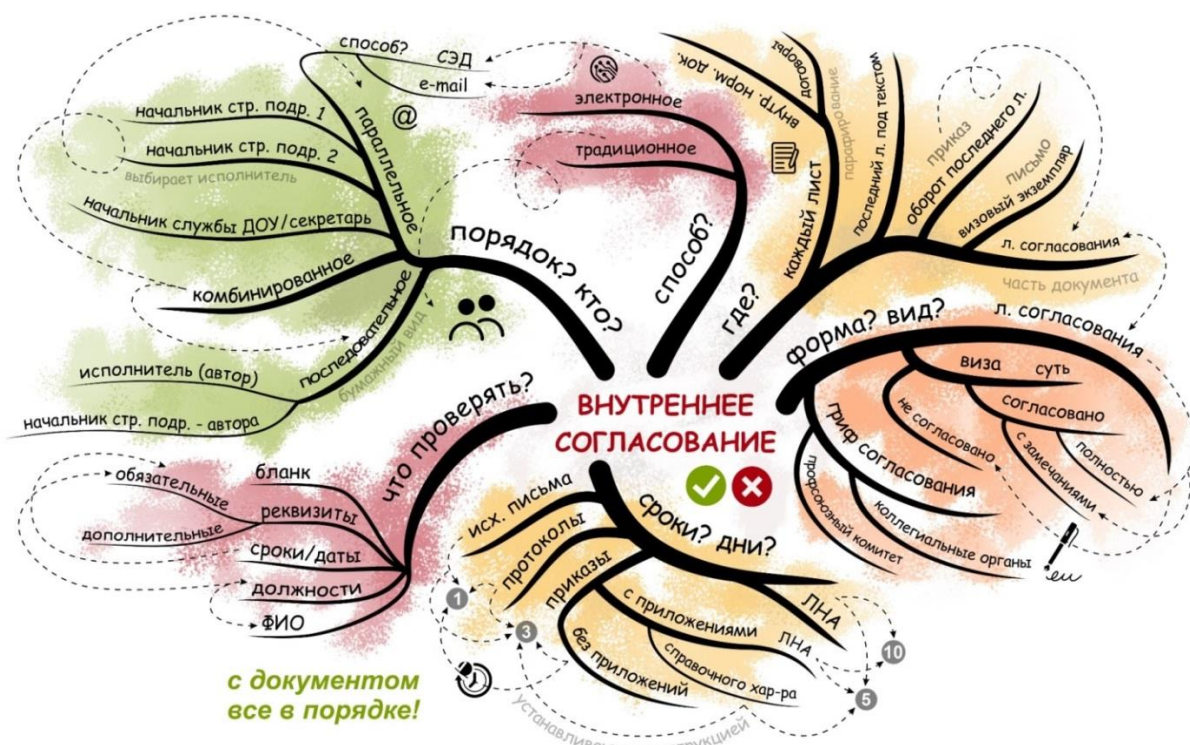 ВНУТРЕННЕЕ
СОГЛАСОВАНИЕ
порядок? кто?
параллельное
способ?
СЭД
e-mail
@
начальник стр. подр. 1
начальник стр. подр. 2
выбирает исполнитель
начальник службы ДОУ/секретарь
комбинированное
последовательное
бумажный вид
исполнитель (автор)
начальник стр. подр. - автора
способ?
электронное
традиционное
где?
каждый лист
внутр. норм. док.
договоры
парафирование
последний л. под текстом
приказ
оборот последнего л.
письмо
визовый экземпляр
л. согласования
часть документа
форма? вид?
л. согласования
виза
суть
согласовано
полностью
с замечаниями
не согласовано
гриф согласования
коллегиальные органы
профсоюзный комитет
сроки? дни?
исх. письма
протоколы
приказы
с приложениями
ЛНА
справочного хар-ра
без приложений
ЛНА
1
3
5
10
что проверять?
бланк
реквизиты
обязательные
дополнительные
сроки/даты
должности
ФИО
с документом
все в порядке!